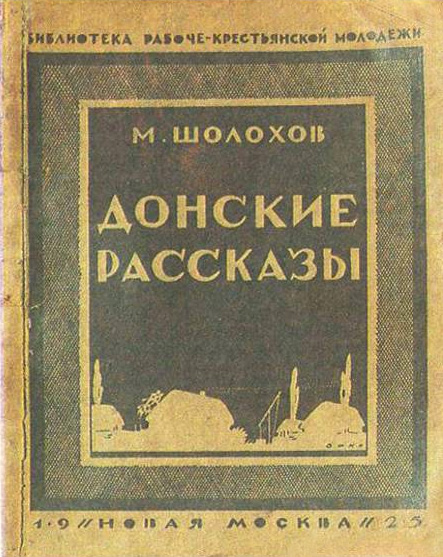 БИБЛИОТЕКА РАБОЧЕ-КРЕСТЬЯНСКОЙ МОЛОДЕЖИ
М. ШОЛОХОВ
ДОНСКИЕ
РАССКАЗЫ
1·9//НОВАЯ МОСКВА//25